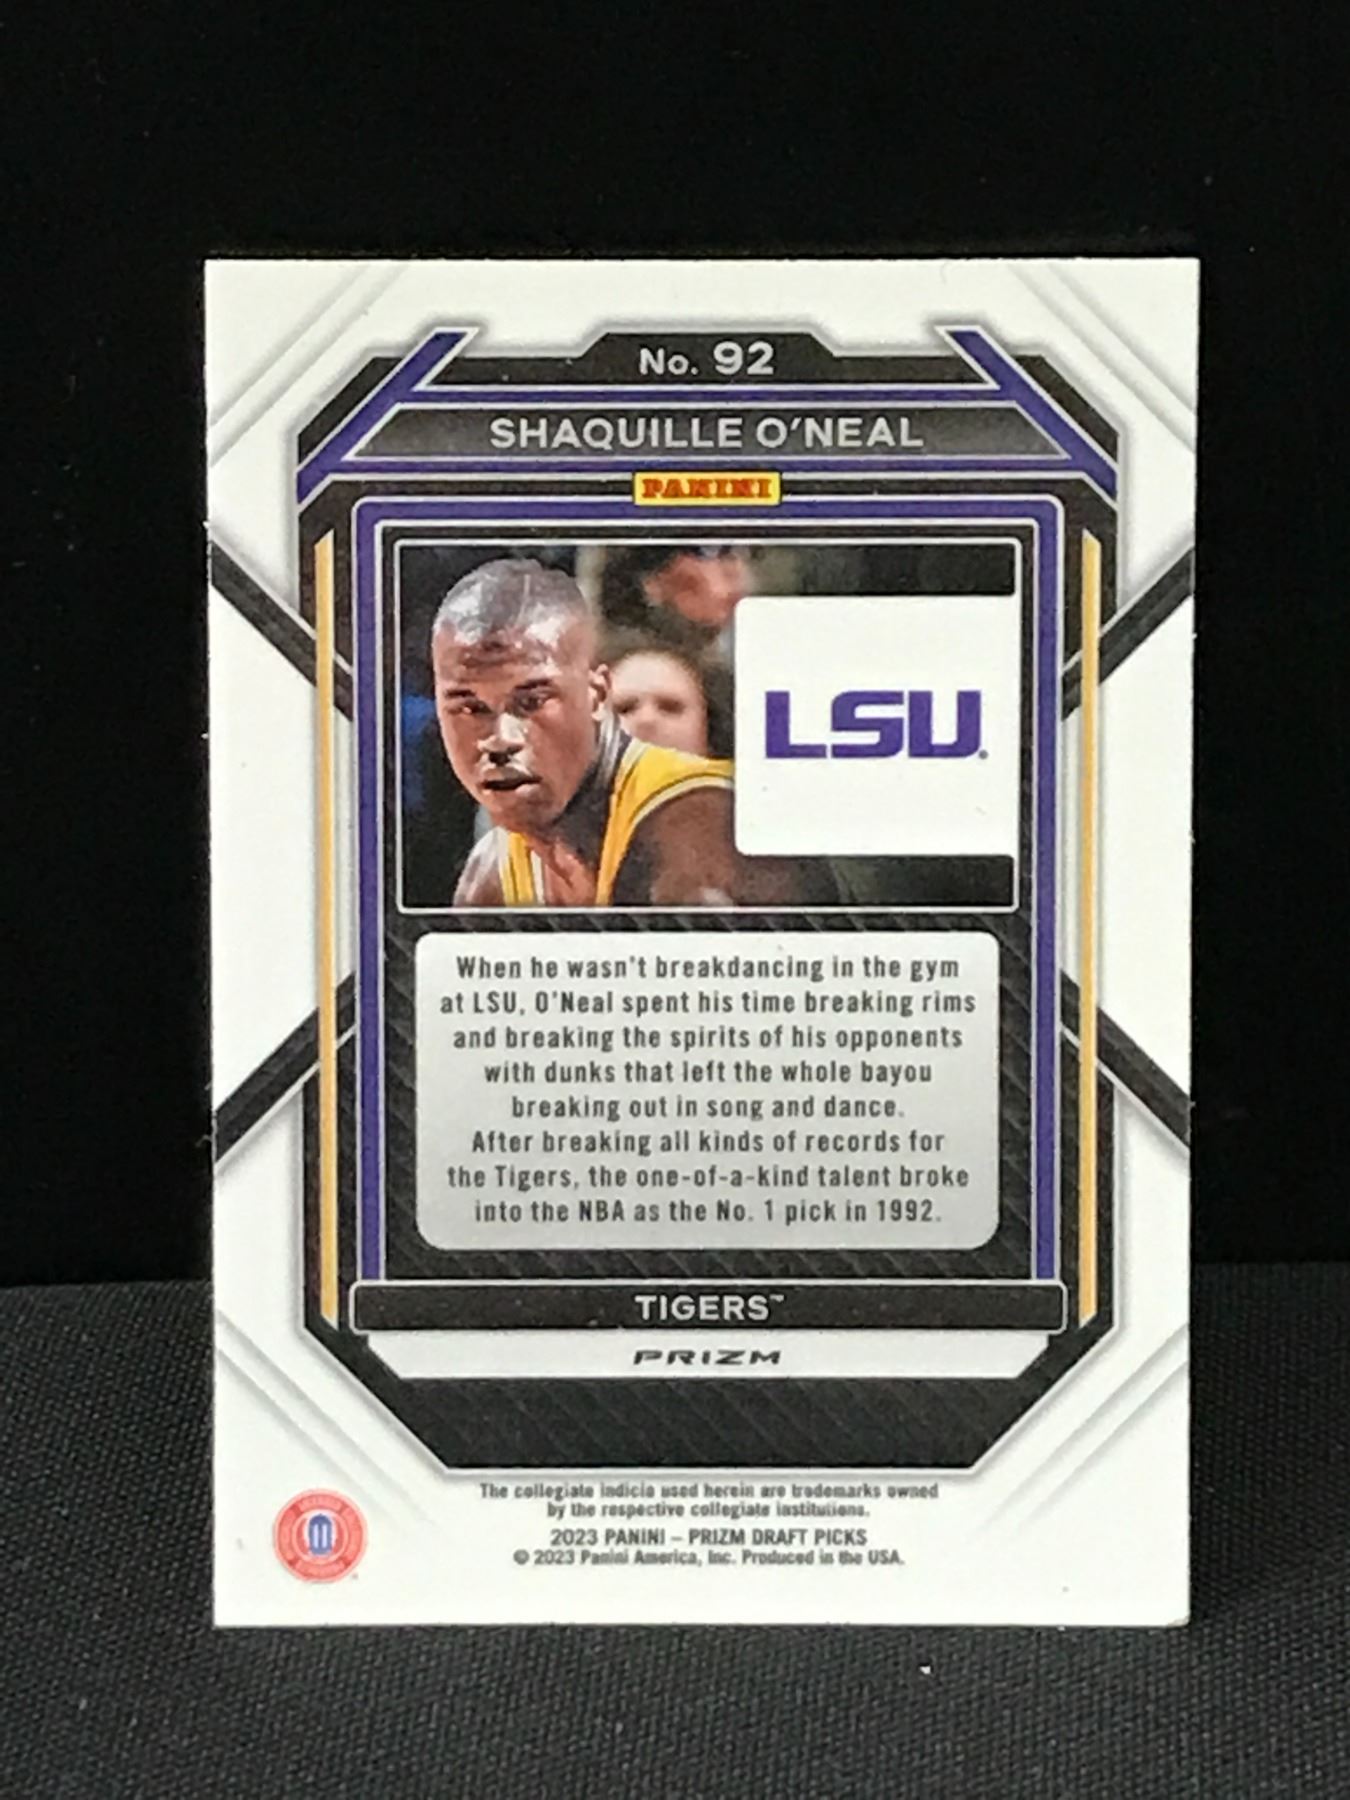 No. 92
SHAQUILLE O'NEAL
PANINI
LSU.
When he wasn't breakdancing in the gym
at LSU, O'Neal spent his time breaking rims
and breaking the spirits of his opponents
with dunks that left the whole bayou
breaking out in song and dance.
After breaking all kinds of records for
the Tigers, the one-of-a-kind talent broke
into the NBA as the No. 1 pick in 1992.
TIGERS™
PRIZM
The collegiate indicia used herein are trademarks owned
by the respective collegiate institutions.
2023 PANINI – PRIZM DRAFT PICKS
© 2023 Panini America, Inc. Produced in the USA.